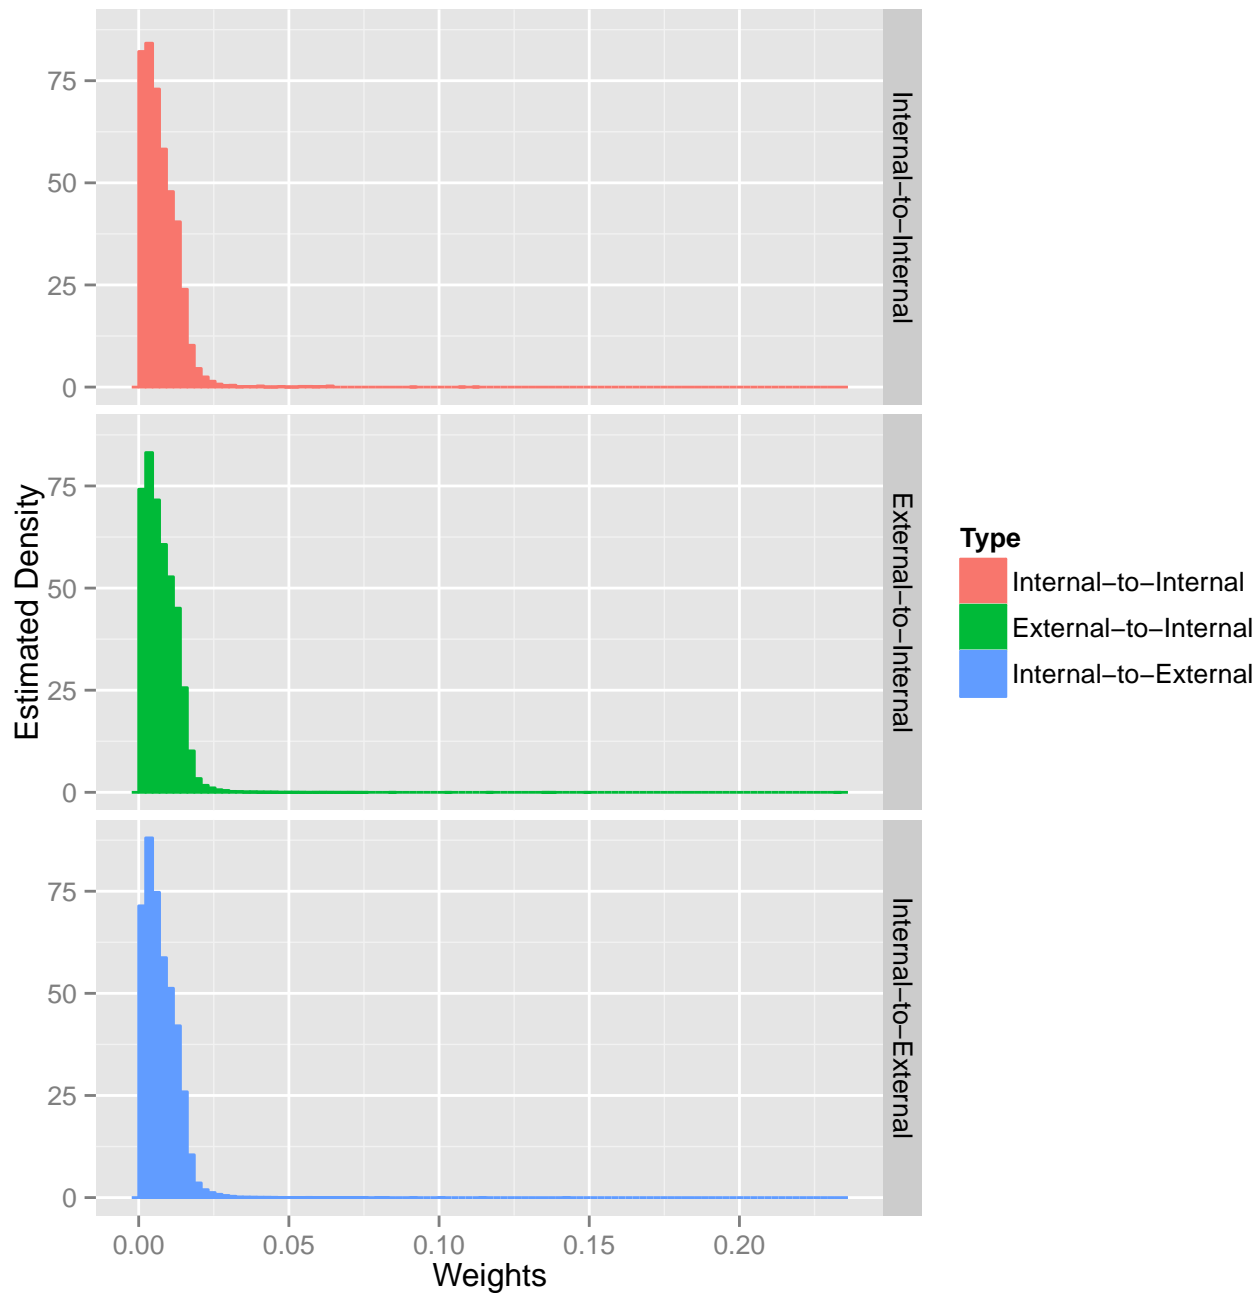 75
50
25
0
Internal−to−Internal
75
50
25
0
External−to−Internal
75
50
25
0
Internal−to−External
0.00 0.05 0.10 0.15 0.20
Weights
Estimated Density
Type
Internal−to−Internal
External−to−Internal
Internal−to−External